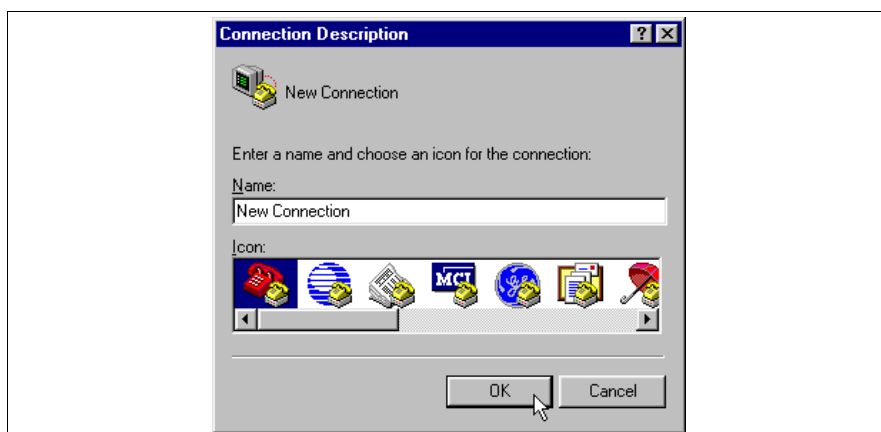 Connection Description
New Connection
Enter a name and choose an icon for the connection:
Name:
New Connection
Icon:
MCI
OK Cancel